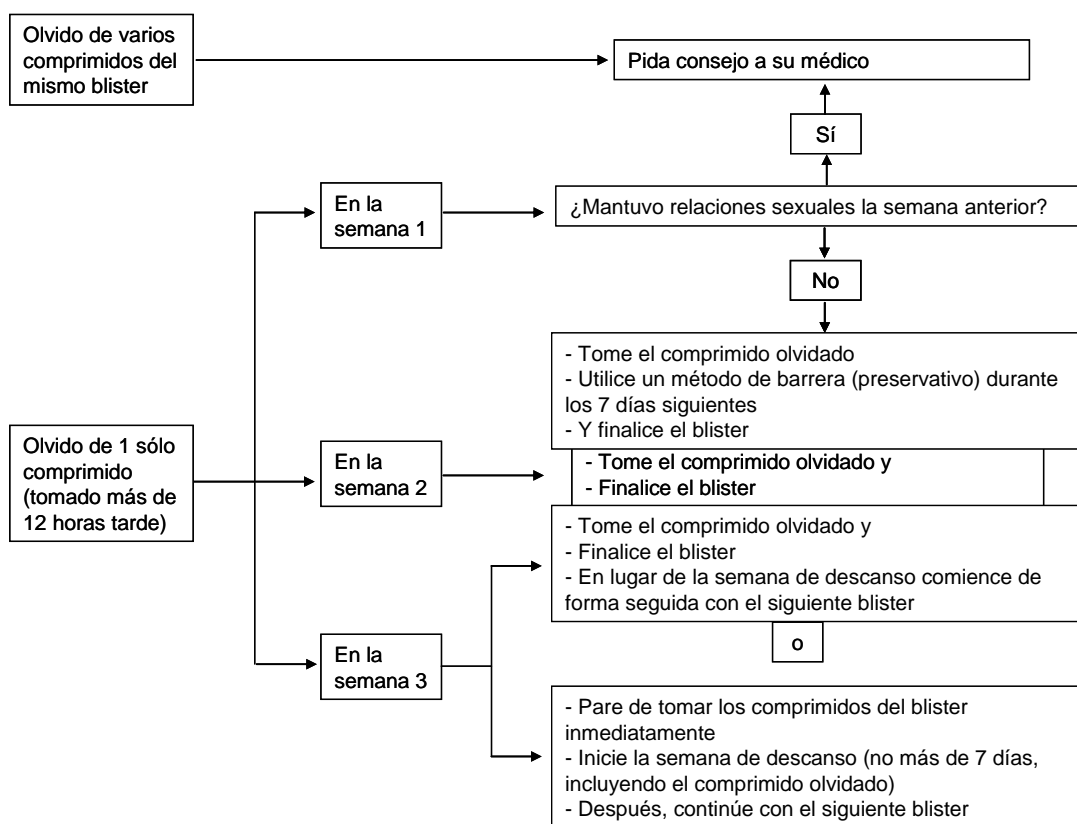 Olvido de varios
comprimidos del
mismo blister
Pida consejo a su médico
Sí
En la
semana 1
¿Mantuvo relaciones sexuales la semana anterior?
No
- Tome el comprimido olvidado
- Utilice un método de barrera (preservativo) durante
los 7 días siguientes
- Y finalice el blister
Olvido de 1 sólo
comprimido
(tomado más de
12 horas tarde)
En la
semana 2
- Tome el comprimido olvidado y
- Finalice el blister
- Tome el comprimido olvidado y
- Finalice el blister
- En lugar de la semana de descanso comience de
forma seguida con el siguiente blister
o
En la
semana 3
- Pare de tomar los comprimidos del blister
inmediatamente
- Inicie la semana de descanso (no más de 7 días,
incluyendo el comprimido olvidado)
- Después, continúe con el siguiente blister